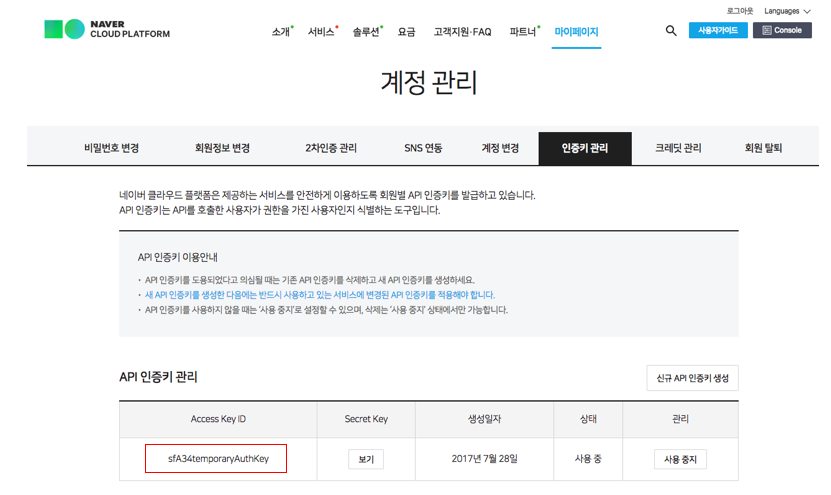 로그아웃 Languages
NAVER
CLOUD PLATFORM
소개 서비스 솔루션 요금 고객지원·FAQ 파트너 마이페이지 사용자가이드 Console
계정 관리
비밀번호 변경 회원정보 변경 2차인증 관리 SNS 연동 계정 변경 인증키 관리 크레딧 관리 회원 탈퇴
네이버 클라우드 플랫폼은 제공하는 서비스를 안전하게 이용하도록 회원별 API 인증키를 발급하고 있습니다.
API 인증키는 API를 호출한 사용자가 권한을 가진 사용자인지 식별하는 도구입니다.
API 인증키 이용안내
· API 인증키를 도용되었다고 의심될 때는 기존 API 인증키를 삭제하고 새 API 인증키를 생성하세요.
· 새 API 인증키를 생성한 다음에는 반드시 사용하고 있는 서비스에 변경된 API 인증키를 적용해야 합니다.
· API 인증키를 사용하지 않을 때는 '사용 중지'로 설정할 수 있으며, 삭제는 '사용 중지' 상태에서만 가능합니다.
API 인증키 관리 신규 API 인증키 생성
Access Key ID Secret Key 생성일자 상태 관리
sfA34temporaryAuthKey 보기 2017년 7월 28일 사용 중 사용 중지